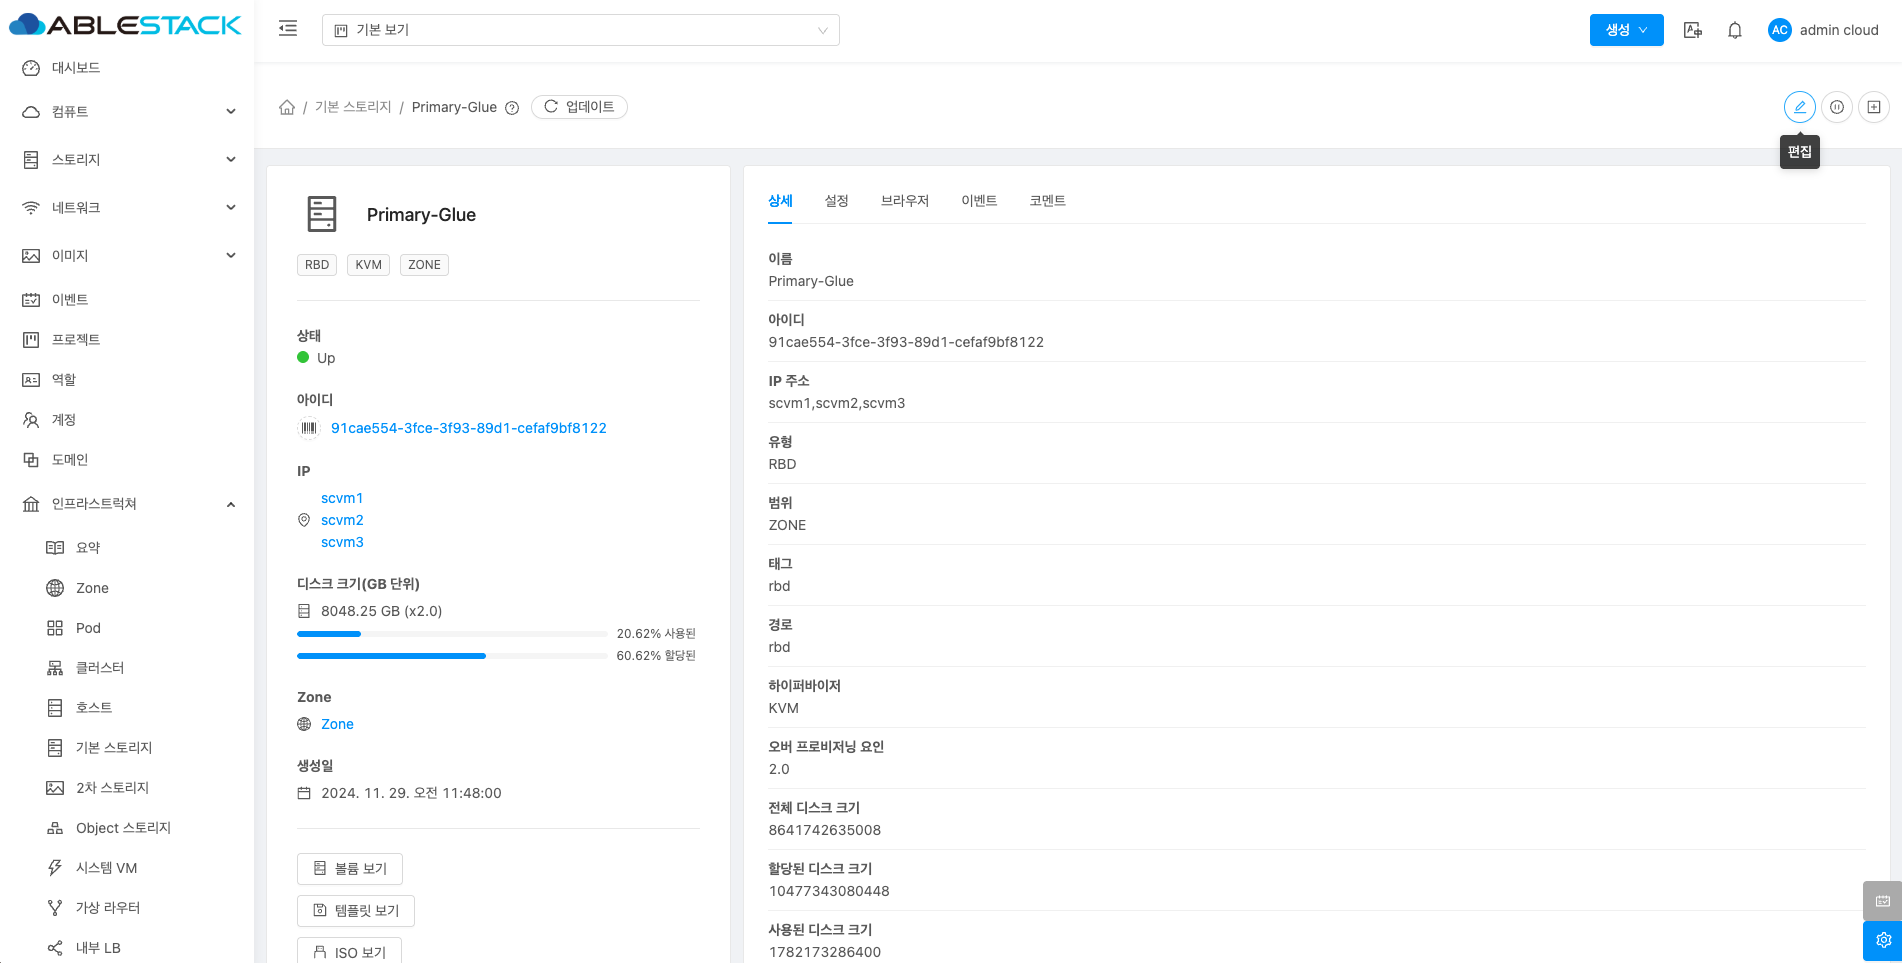 ABLESTACK
기본 보기
생성
AC
admin cloud
대시보드
컴퓨트
스토리지
네트워크
이미지
이벤트
프로젝트
역할
계정
도메인
인프라스트럭쳐
요약
Zone
Pod
클러스터
호스트
기본 스토리지
2차 스토리지
Object 스토리지
시스템 VM
가상 라우터
내부 LB
/ 기본 스토리지 / Primary-Glue
업데이트
편집
Primary-Glue
RBD KVM ZONE
상태
Up
아이디
91cae554-3fce-3f93-89d1-cefaf9bf8122
IP
scvm1
scvm2
scvm3
디스크 크기(GB 단위)
8048.25 GB (x2.0)
20.62% 사용된
60.62% 할당된
Zone
Zone
생성일
2024. 11. 29. 오전 11:48:00
볼륨 보기
템플릿 보기
ISO 보기
상세 설정 브라우저 이벤트 코멘트
이름
Primary-Glue
아이디
91cae554-3fce-3f93-89d1-cefaf9bf8122
IP 주소
scvm1,scvm2,scvm3
유형
RBD
범위
ZONE
태그
rbd
경로
rbd
하이퍼바이저
KVM
오버 프로비저닝 요인
2.0
전체 디스크 크기
8641742635008
할당된 디스크 크기
10477343080448
사용된 디스크 크기
1782173286400